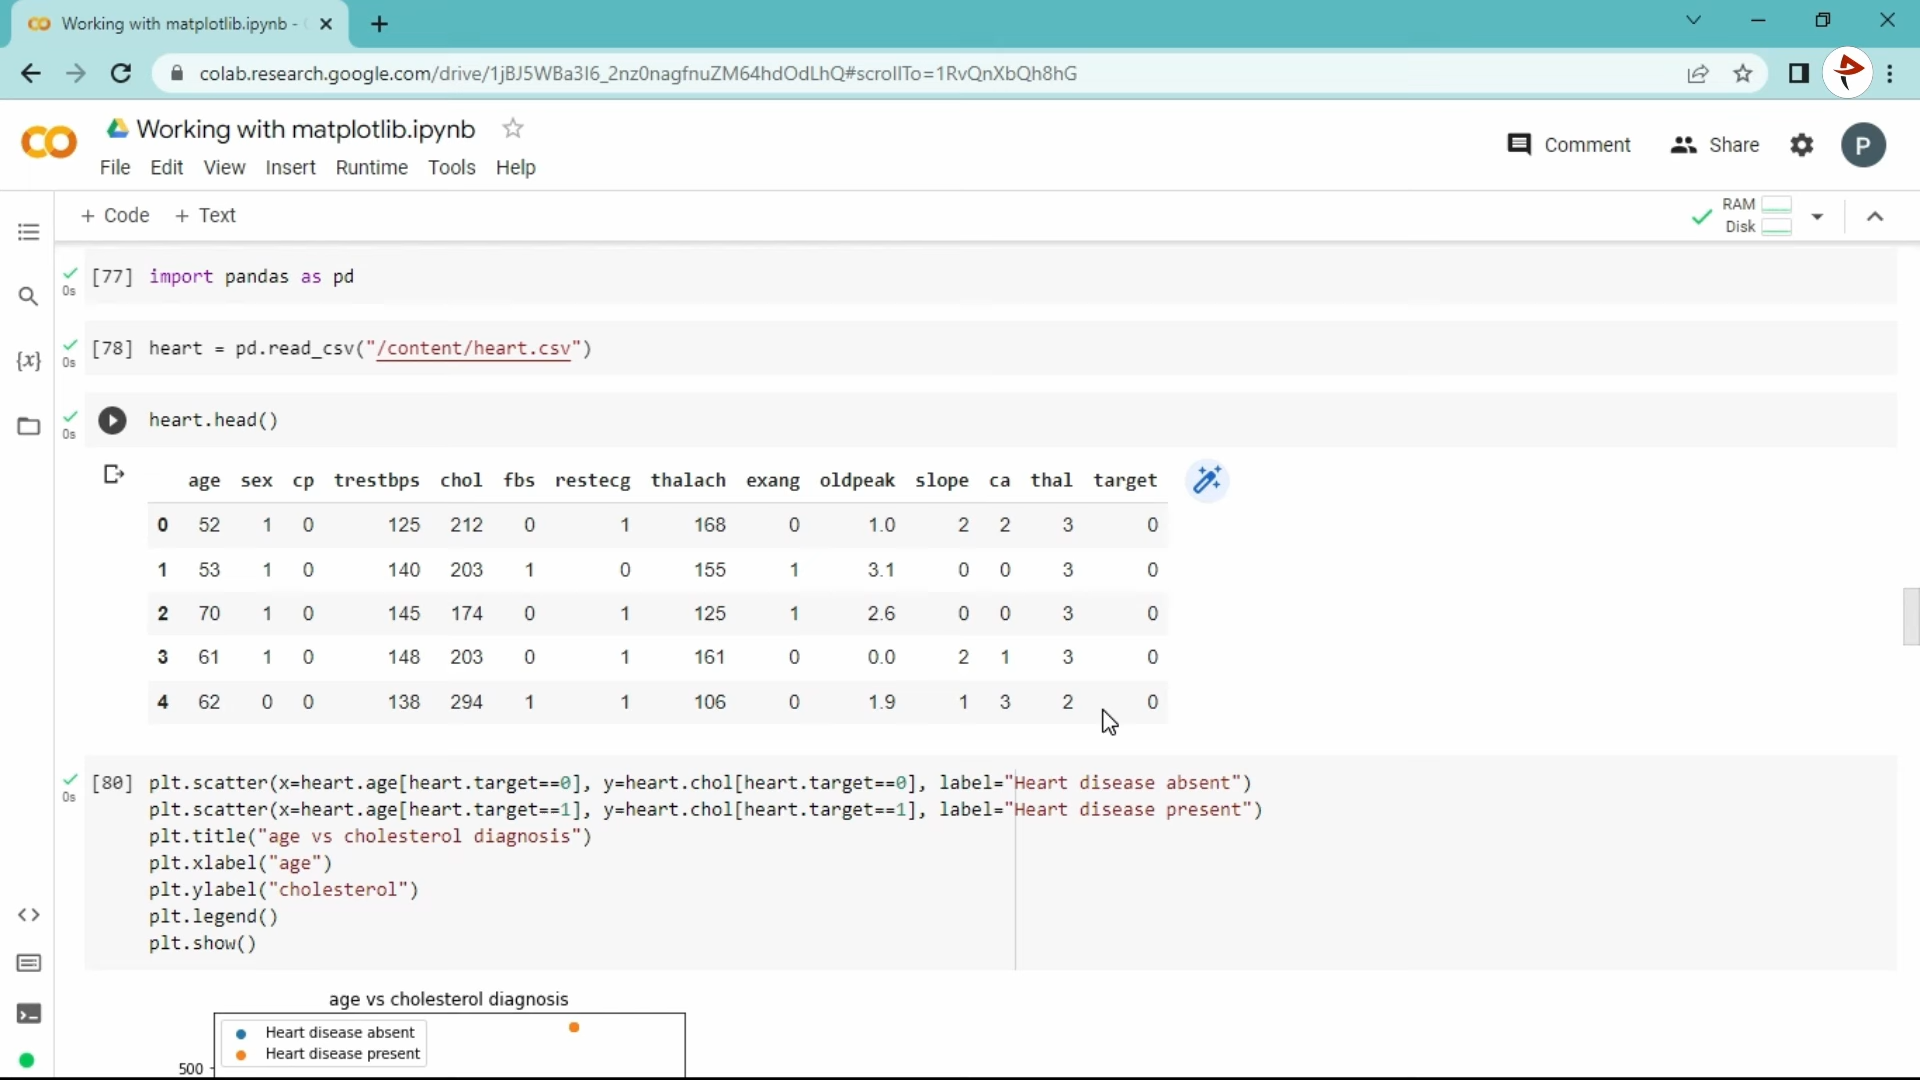 Working with matplotlib.ipynb -
colab.research.google.com/drive/1jBJ5WBa3I6_2nz0nagfnuZM64hdOdLhQ#scrollTo=1RvQnXbQh8hG
Working with matplotlib.ipynb
Comment Share P
File Edit View Insert Runtime Tools Help
+ Code + Text
RAM
Disk
[77] import pandas as pd
0s
[78] heart = pd.read_csv("/content/heart.csv")
0s
heart.head()
0s
age sex cp trestbps chol fbs restecg thalach exang oldpeak slope ca thal target
0 52 1 0 125 212 0 1 168 0 1.0 2 2 3 0
1 53 1 0 140 203 1 0 155 1 3.1 0 0 3 0
2 70 1 0 145 174 0 1 125 1 2.6 0 0 3 0
3 61 1 0 148 203 0 1 161 0 0.0 2 1 3 0
4 62 0 0 138 294 1 1 106 0 1.9 1 3 2 0
[80] plt.scatter(x=heart.age[heart.target==0], y=heart.chol[heart.target==0], label="Heart disease absent")
0s
plt.scatter(x=heart.age[heart.target==1], y=heart.chol[heart.target==1], label="Heart disease present")
plt.title("age vs cholesterol diagnosis")
plt.xlabel("age")
plt.ylabel("cholesterol")
plt.legend()
plt.show()
age vs cholesterol diagnosis
Heart disease absent
Heart disease present
500
{x}